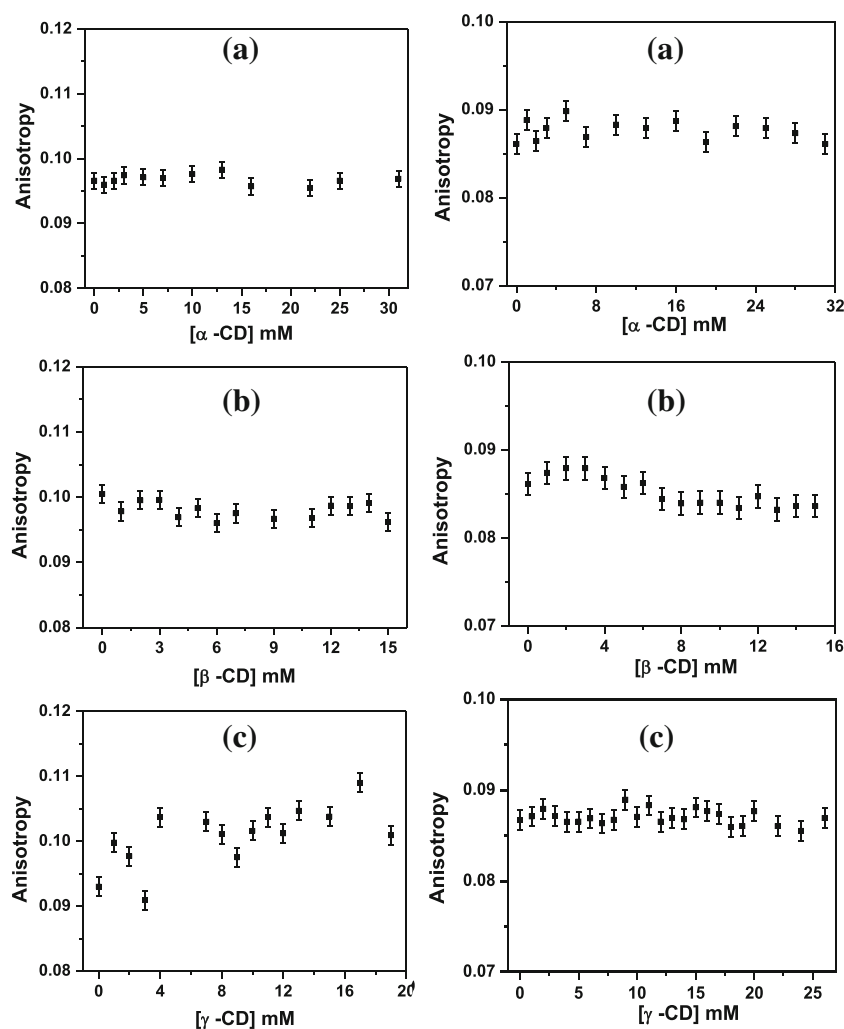 (a)
Anisotropy
0.12
0.11
0.10
0.09
0.08
0 5 10 15 20 25 30
[α -CD] mM
(a)
Anisotropy
0.10
0.09
0.08
0.07
0 8 16 24 32
[α -CD] mM
(b)
Anisotropy
0.12
0.11
0.10
0.09
0.08
0 3 6 9 12 15
[β -CD] mM
(b)
Anisotropy
0.10
0.09
0.08
0.07
0 4 8 12 16
[β -CD] mM
(c)
Anisotropy
0.12
0.11
0.10
0.09
0.08
0 4 8 12 16 20
[γ -CD] mM
(c)
Anisotropy
0.10
0.09
0.08
0.07
0 5 10 15 20 25
[γ -CD] mM